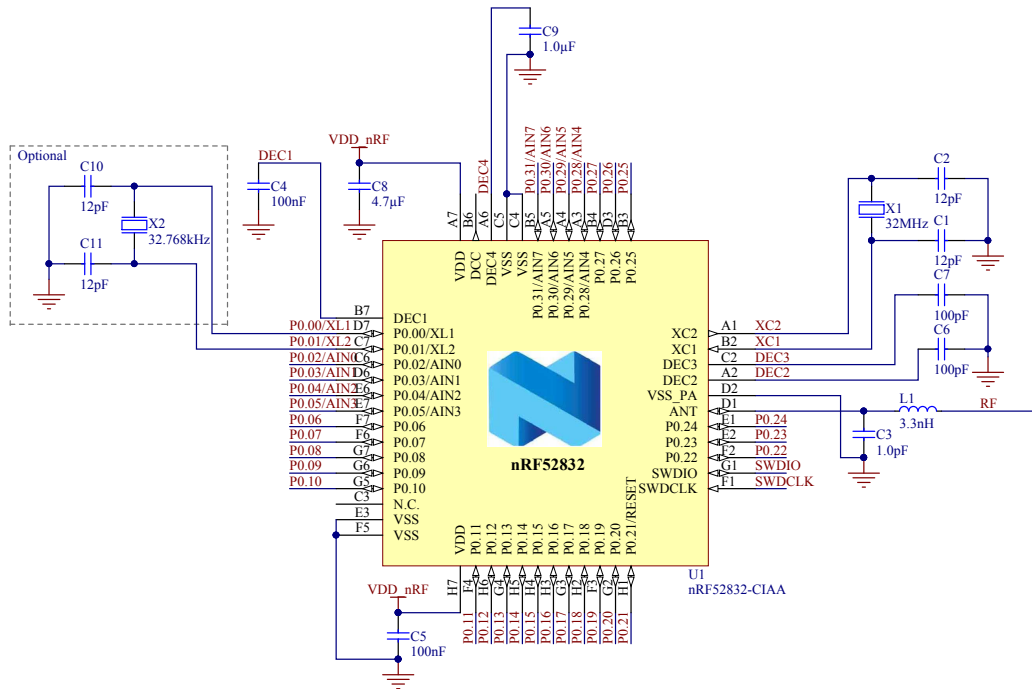 C9
1.0µF
Optional
C10
12pF
X2
32.768kHz
C11
12pF
DEC1
C4
100nF
VDD_nRF
C8
4.7µF
DEC4
P0.31/AIN7
P0.30/AIN6
P0.29/AIN5
P0.28/AIN4
P0.27
P0.26
P0.25
A7
B6
A6
C5
C4
B5
A5
A4
A3
B4
D3
B3
VDD
DCC
DEC4
VSS
VSS
P0.31/AIN7
P0.30/AIN6
P0.29/AIN5
P0.28/AIN4
P0.27
P0.26
P0.25
C2
12pF
X1
32MHz
C1
12pF
C7
100pF
C6
100pF
B7 DEC1
P0.00/XL1 D7 P0.00/XL1
P0.01/XL2 C7 P0.01/XL2
P0.02/AIN0 C6 P0.02/AIN0
P0.03/AIN1 D6 P0.03/AIN1
P0.04/AIN2 E6 P0.04/AIN2
P0.05/AIN3 E7 P0.05/AIN3
P0.06 F7 P0.06
P0.07 F6 P0.07
P0.08 G7 P0.08
P0.09 G6 P0.09
P0.10 G5 P0.10
C3 N.C.
E3 VSS
F5 VSS
nRF52832
XC2 A1 XC2
XC1 B2 XC1
DEC3 C2 DEC3
DEC2 A2 DEC2
VSS_PA D2
ANT D1
P0.24 E1 P0.24
P0.23 E2 P0.23
P0.22 F2 P0.22
SWDIO G1 SWDIO
SWDCLK F1 SWDCLK
L1
3.3nH
RF
C3
1.0pF
VDD
P0.11
P0.12
P0.13
P0.14
P0.15
P0.16
P0.17
P0.18
P0.19
P0.20
P0.21/RESET
H7
F4
H6
G4
H5
H4
H3
G3
H2
F3
G2
H1
P0.11
P0.12
P0.13
P0.14
P0.15
P0.16
P0.17
P0.18
P0.19
P0.20
P0.21
U1
nRF52832-CIAA
VDD_nRF
C5
100nF